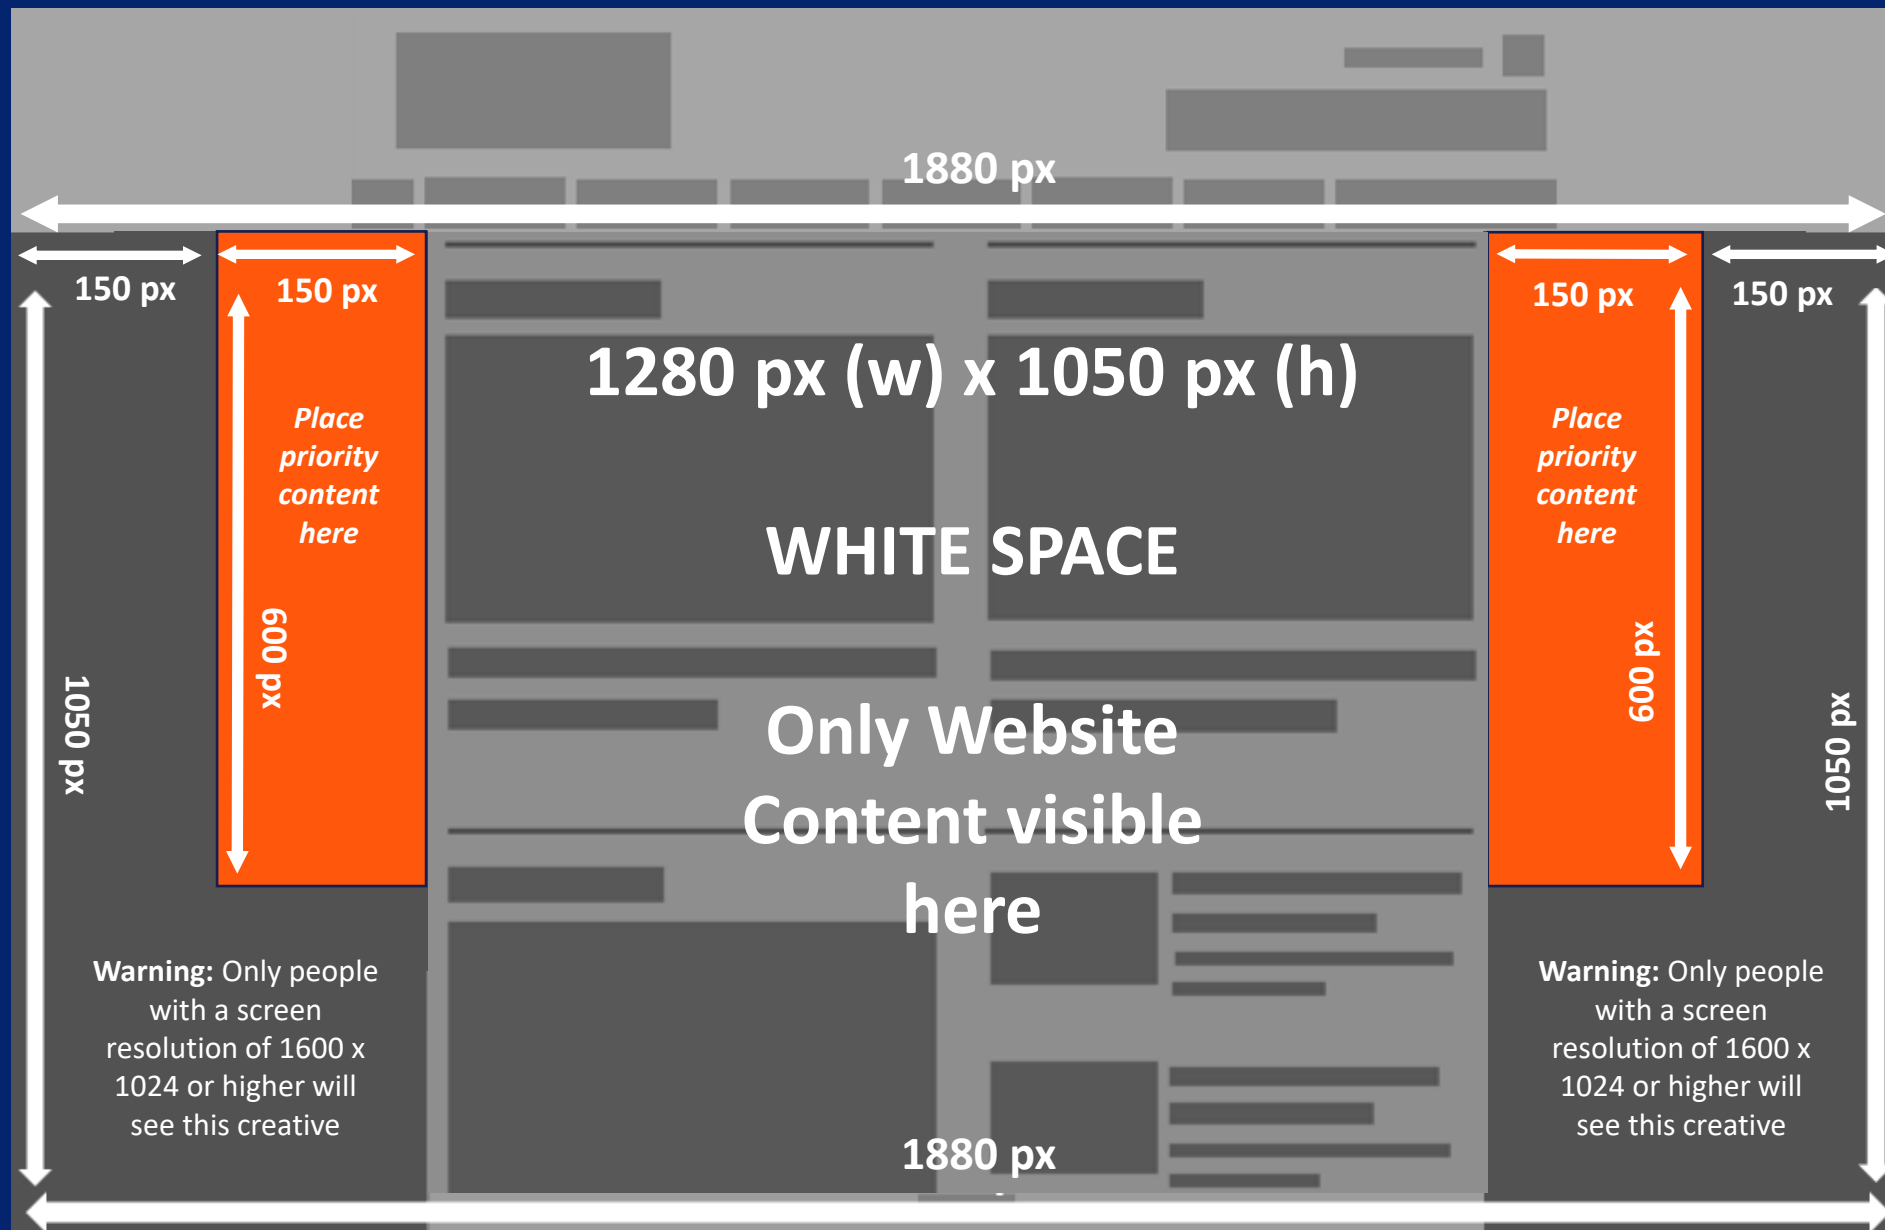 1880 px
150 px
150 px
150 px
150 px
1280 px (w) x 1050 px (h)
Place
priority
content
here
Place
priority
content
here
WHITE SPACE
600 px
600 px
1050 px
1050 px
Only Website
Content visible
here
Warning: Only people
with a screen
resolution of 1600 x
1024 or higher will
see this creative
Warning: Only people
with a screen
resolution of 1600 x
1024 or higher will
see this creative
1880 px